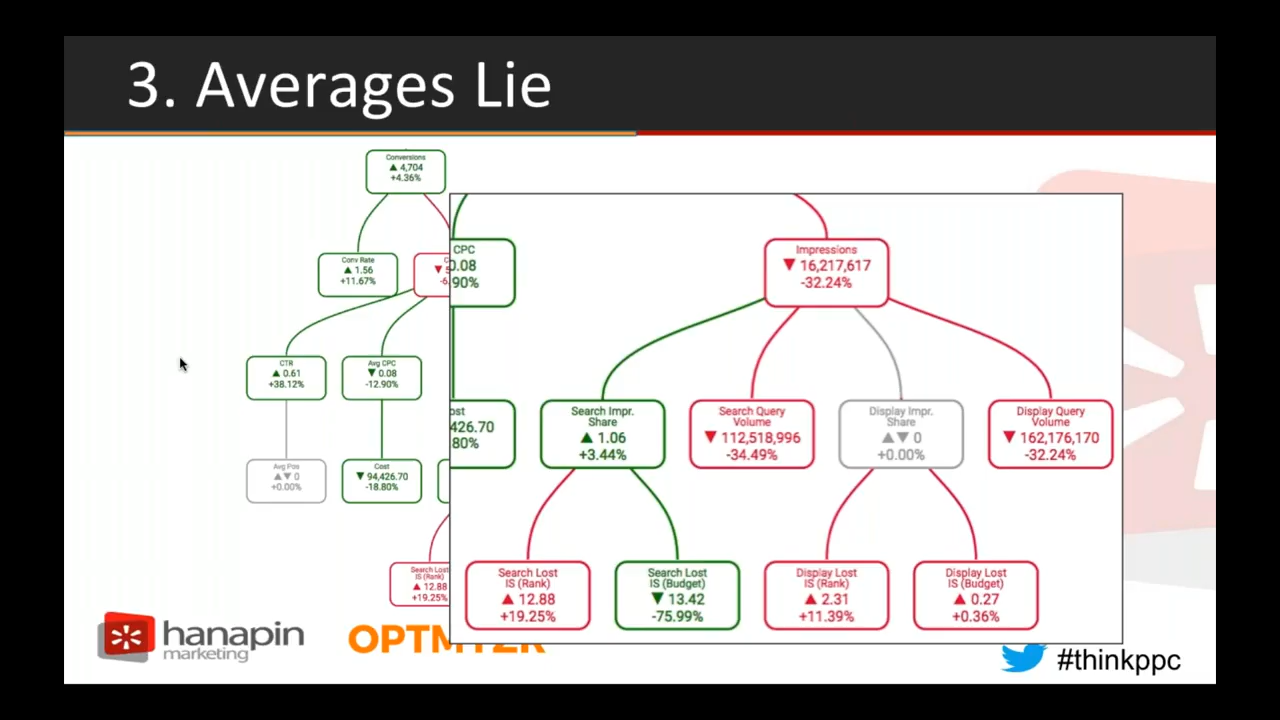 3. Averages Lie
Conversions
▲ 4,704
+4.36%
Conv Rate
▲ 1.56
+11.67%
CTR
▲ 0.61
+38.12%
Avg CPC
▼ 0.08
-12.90%
Avg Pos
▲▼ 0
+0.00%
Cost
▼ 94,426.70
-18.80%
Search Lost
IS (Rank)
▲ 12.88
+19.25%
CPC
0.08
90%
Impressions
▼ 16,217,617
-32.24%
ost
426.70
80%
Search Impr.
Share
▲ 1.06
+3.44%
Search Query
Volume
▼ 112,518,996
-34.49%
Display Impr.
Share
▲▼ 0
+0.00%
Display Query
Volume
▼ 162,176,170
-32.24%
Search Lost
IS (Rank)
▲ 12.88
+19.25%
Search Lost
IS (Budget)
▼ 13.42
-75.99%
Display Lost
IS (Rank)
▲ 2.31
+11.39%
Display Lost
IS (Budget)
▲ 0.27
+0.36%
hanapin
marketing
#thinkppc